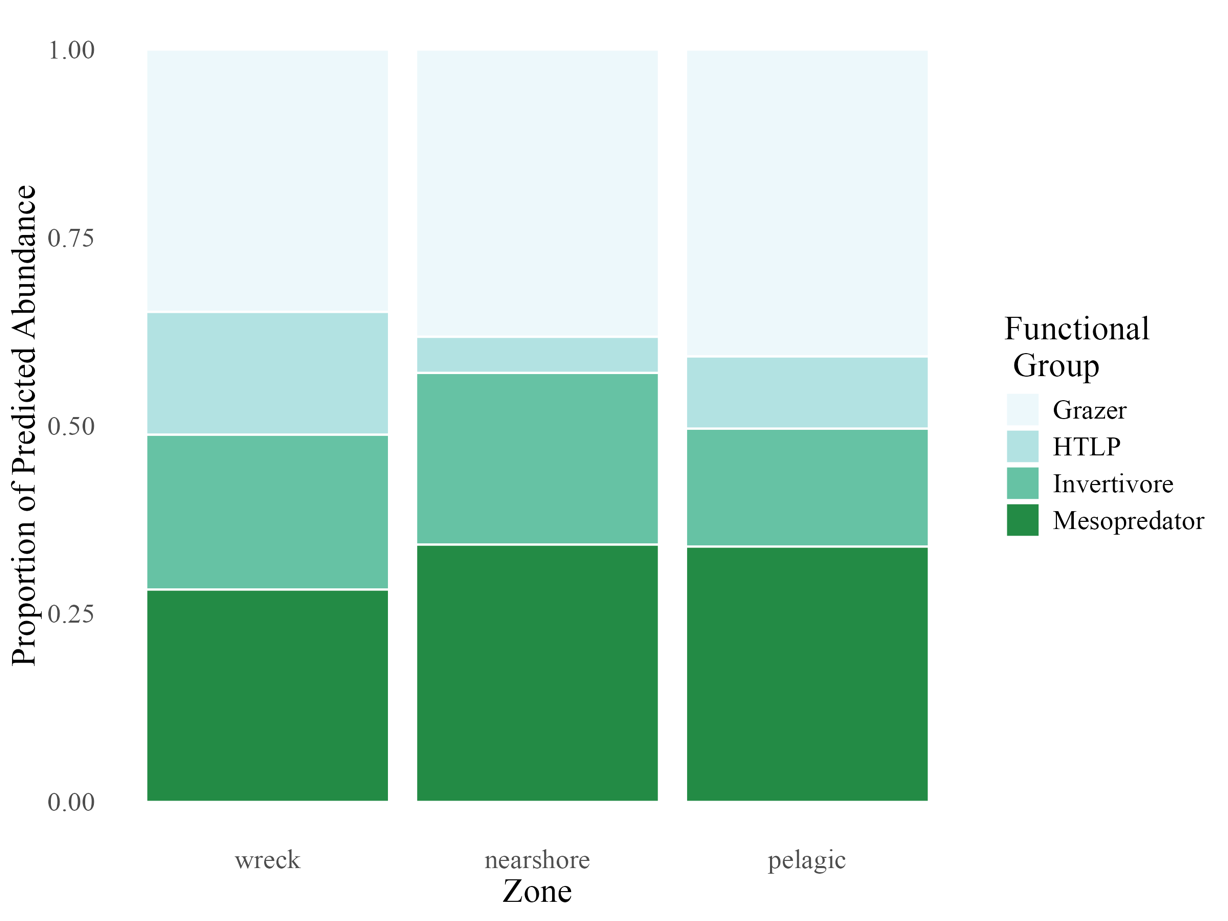 Proportion of Predicted Abundance
1.00
0.75
0.50
0.25
0.00
wreck
nearshore
pelagic
Zone
Functional
Group
Grazer
HTLP
Invertivore
Mesopredator